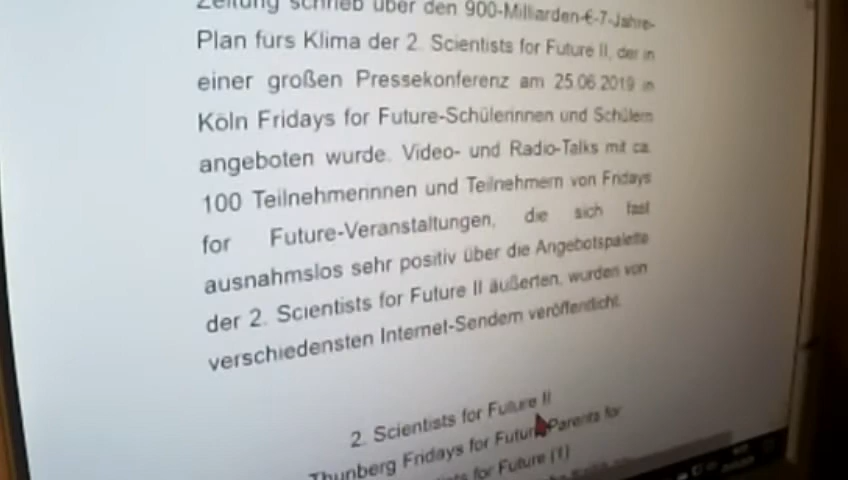 Zeitung schrieb über den 900-Milliarden-€-7-Jahre-
Plan fürs Klima der 2. Scientists for Future II, der in
einer großen Pressekonferenz am 25.06.2019 in
Köln Fridays for Future-Schülerinnen und Schülern
angeboten wurde. Video- und Radio-Talks mit ca.
100 Teilnehmerinnen und Teilnehmern von Fridays
for Future-Veranstaltungen, die sich fast
ausnahmslos sehr positiv über die Angebotspalette
der 2. Scientists for Future II äußerten, wurden von
verschiedensten Internet-Sendern veröffentlicht.
2. Scientists for Future II
Thunberg Fridays for Future Parents for
for Future (1)